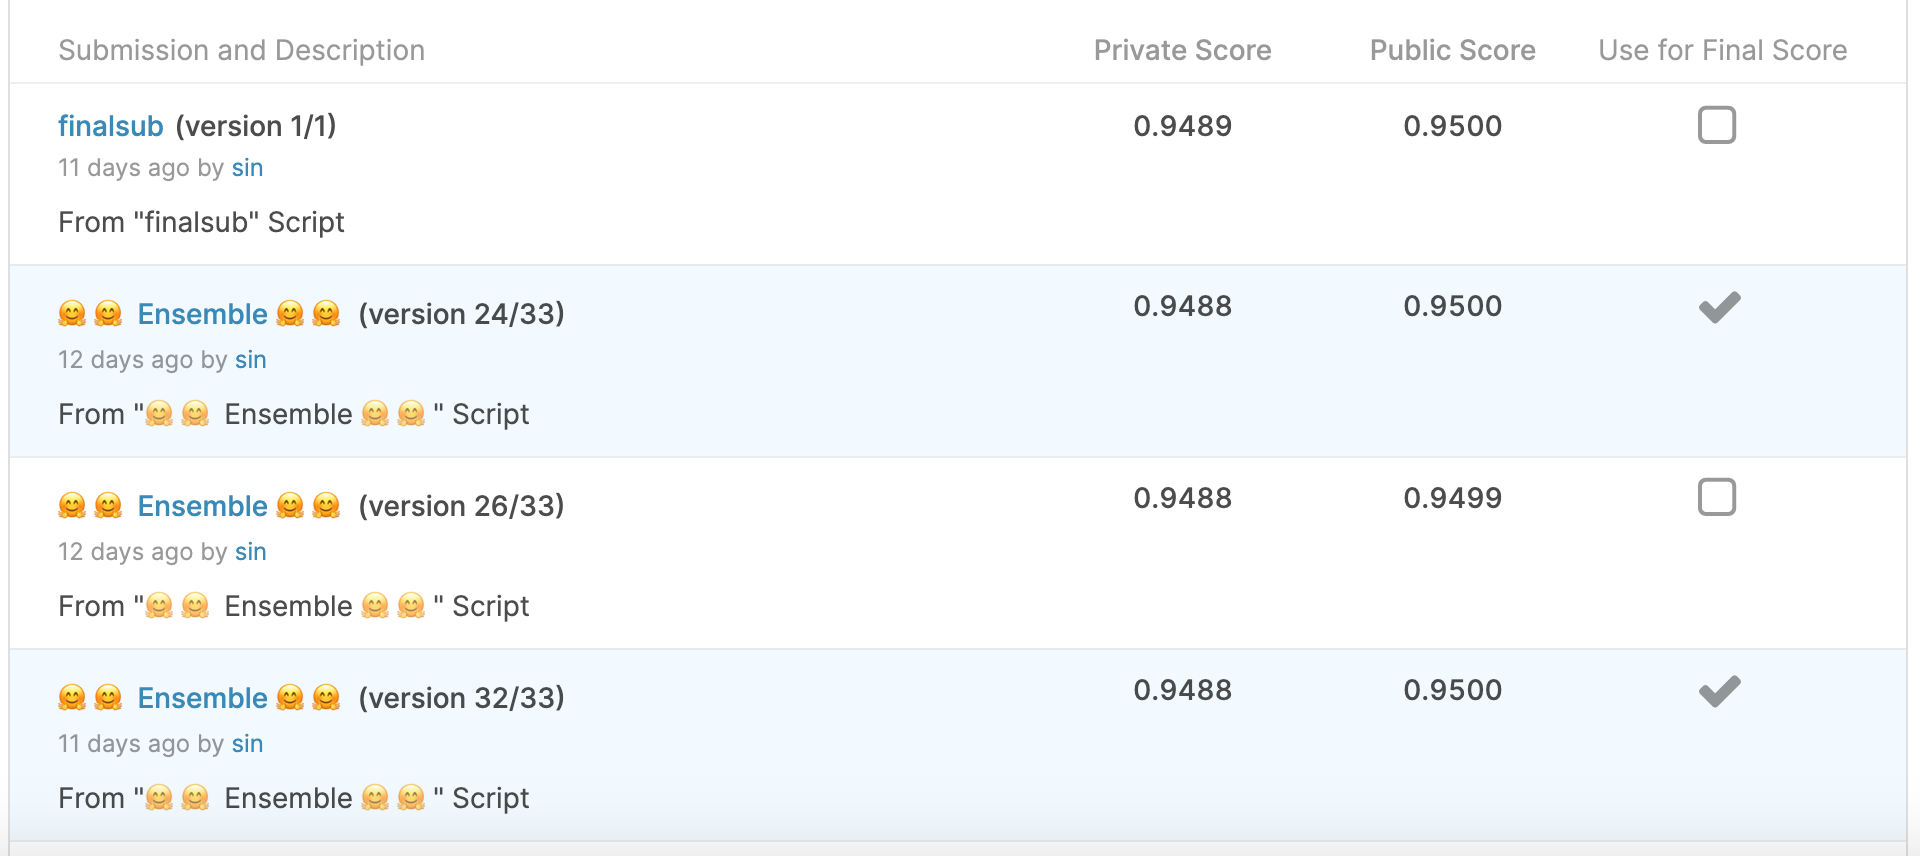 Submission and Description Private Score Public Score Use for Final Score
finalsub (version 1/1) 0.9489 0.9500
11 days ago by sin
From "finalsub" Script
🤗 🤗 Ensemble 🤗 🤗 (version 24/33) 0.9488 0.9500
12 days ago by sin
From "🤗 🤗 Ensemble 🤗 🤗 " Script
🤗 🤗 Ensemble 🤗 🤗 (version 26/33) 0.9488 0.9499
12 days ago by sin
From "🤗 🤗 Ensemble 🤗 🤗 " Script
🤗 🤗 Ensemble 🤗 🤗 (version 32/33) 0.9488 0.9500
11 days ago by sin
From "🤗 🤗 Ensemble 🤗 🤗 " Script